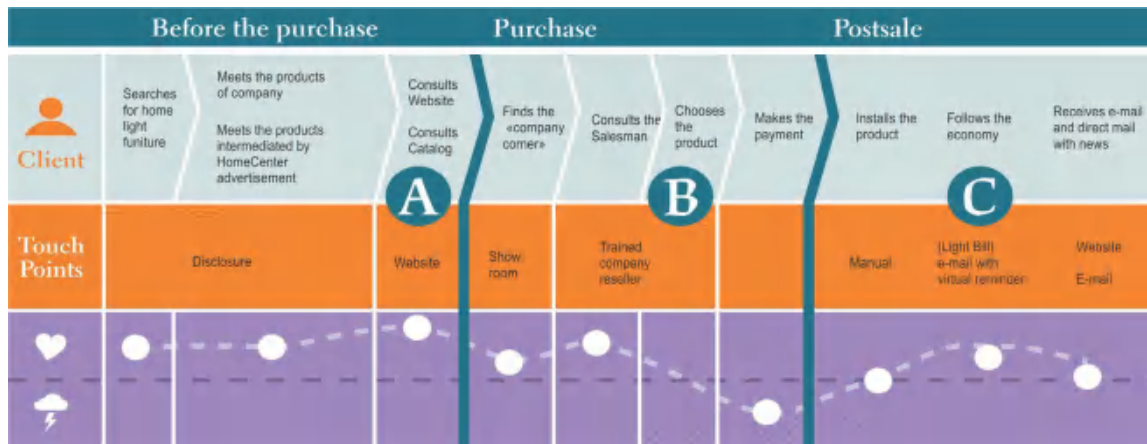 Before the purchase
Purchase
Postsale
Client
Searches
for home
light
funiture
Meets the products
of company
Meets the products
intermediated by
HomeCenter
advertisement
Consults
Website
Consults
Catalog
Finds the
«company
corner»
Consults the
Salesman
Chooses
the
product
Makes the
payment
Installs the
product
Follows the
economy
Receives e-mail
and direct mail
with news
A
B
C
Touch
Points
Disclosure
Website
Show
room
Trained
company
reseller
Manual
(Light Bill)
e-mail with
virtual reminder
Website
E-mail